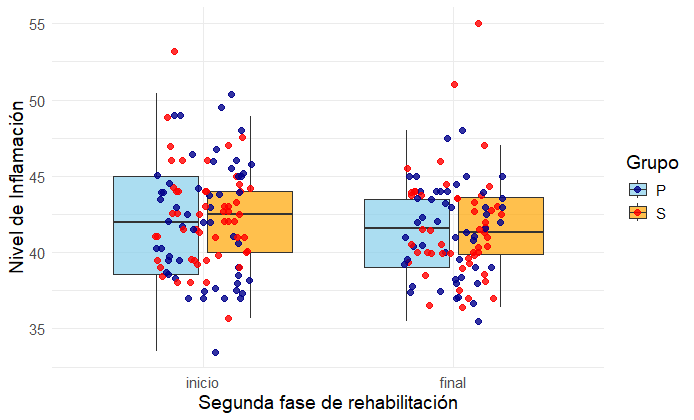 55
50
45
40
35
Nivel de Inflamación
inicio
final
Segunda fase de rehabilitación
Grupo
P
S